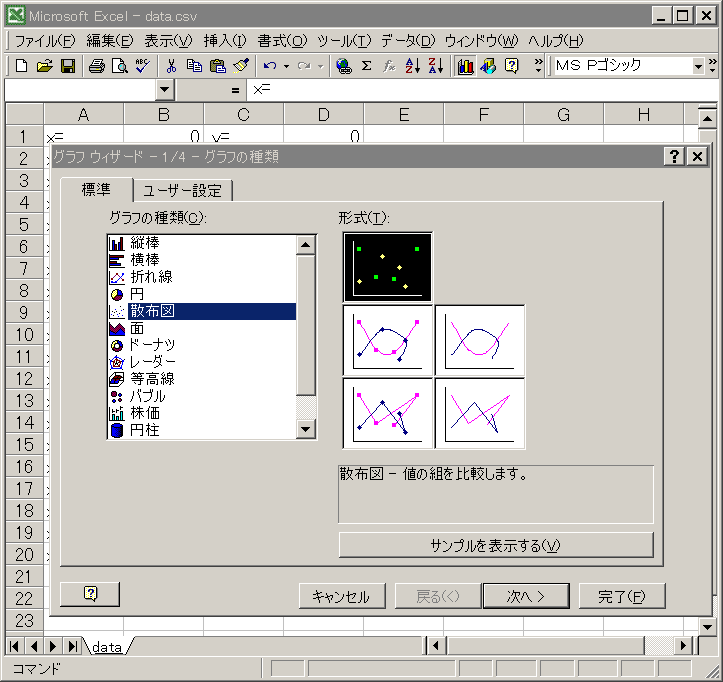 Microsoft Excel - data.csv
ファイル(F) 編集(E) 表示(V) 挿入(I) 書式(O) ツール(T) データ(D) ウィンドウ(W) ヘルプ(H)
MS Pゴシック
= x=
A B C D E F G H
1 x= 0 y= 0
グラフ ウィザード - 1/4 - グラフの種類
2
3
4
5
6
7
8
9
10
11
12
13
14
15
16
17
18
19
20
21
22
23
標準 ユーザー設定
グラフの種類(C):
縦棒
横棒
折れ線
円
散布図
面
ドーナツ
レーダー
等高線
バブル
株価
円柱
形式(T):
散布図 - 値の組を比較します。
サンプルを表示する(V)
キャンセル 戻る(<) 次へ > 完了(F)
data
コマンド